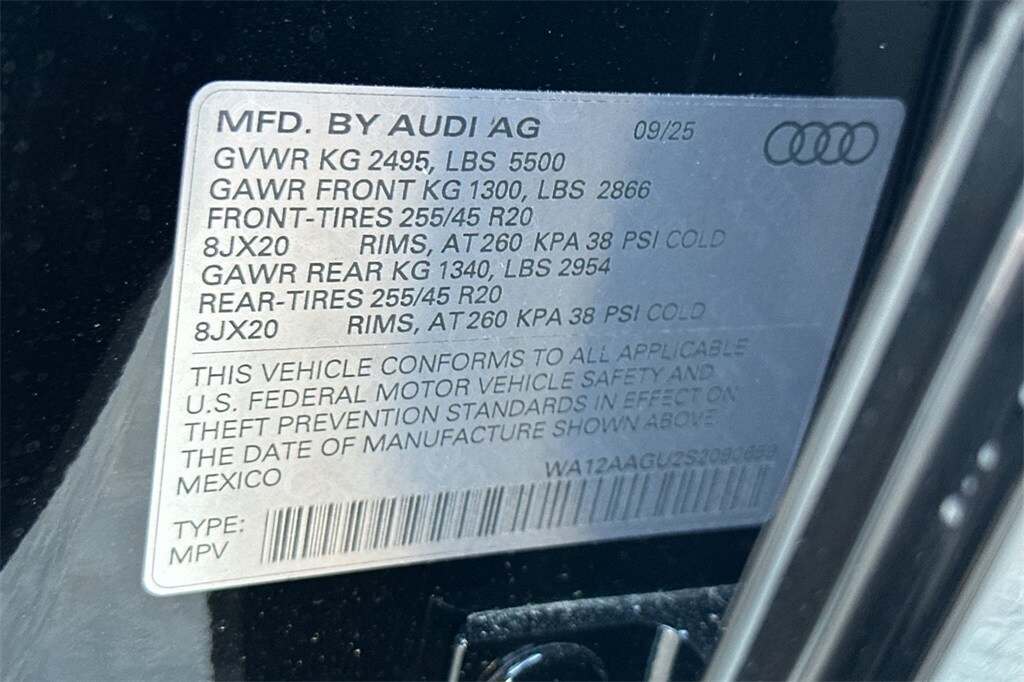 MFD. BY AUDI AG 09/25
GVWR KG 2495, LBS 5500
GAWR FRONT KG 1300, LBS 2866
FRONT-TIRES 255/45 R20
8JX20 RIMS, AT 260 KPA 38 PSI COLD
GAWR REAR KG 1340, LBS 2954
REAR-TIRES 255/45 R20
8JX20 RIMS, AT 260 KPA 38 PSI COLD
THIS VEHICLE CONFORMS TO ALL APPLICABLE
U.S. FEDERAL MOTOR VEHICLE SAFETY AND
THEFT PREVENTION STANDARDS IN EFFECT ON
THE DATE OF MANUFACTURE SHOWN ABOVE
MEXICO
TYPE:
MPV